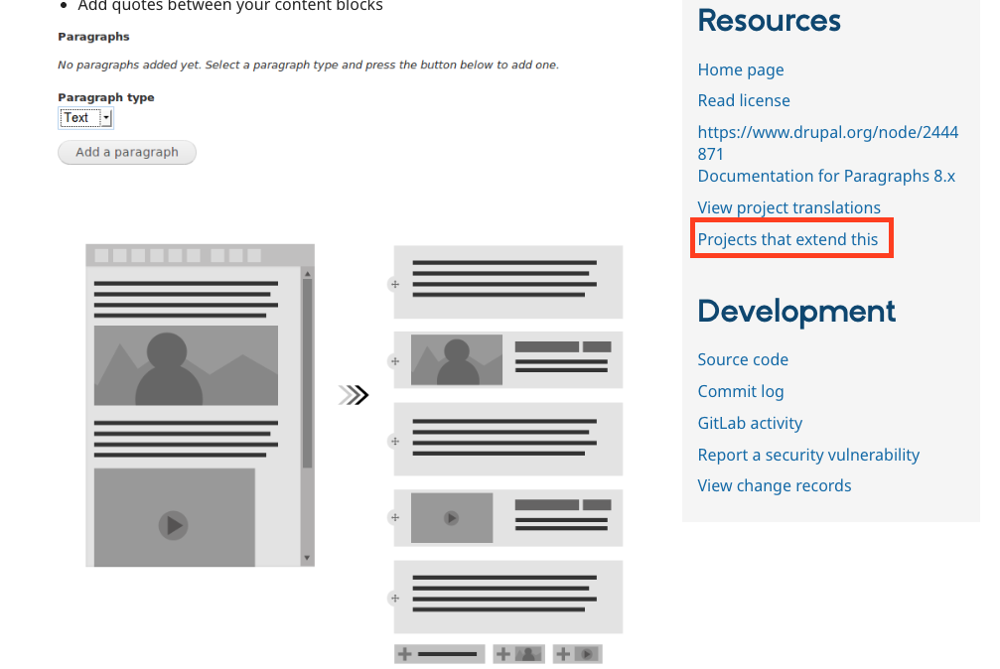 Add quotes between your content blocks
Paragraphs
No paragraphs added yet. Select a paragraph type and press the button below to add one.
Paragraph type
Text
Add a paragraph
Resources
Home page
Read license
https://www.drupal.org/node/2444
871
Documentation for Paragraphs 8.x
View project translations
Projects that extend this
Development
Source code
Commit log
GitLab activity
Report a security vulnerability
View change records